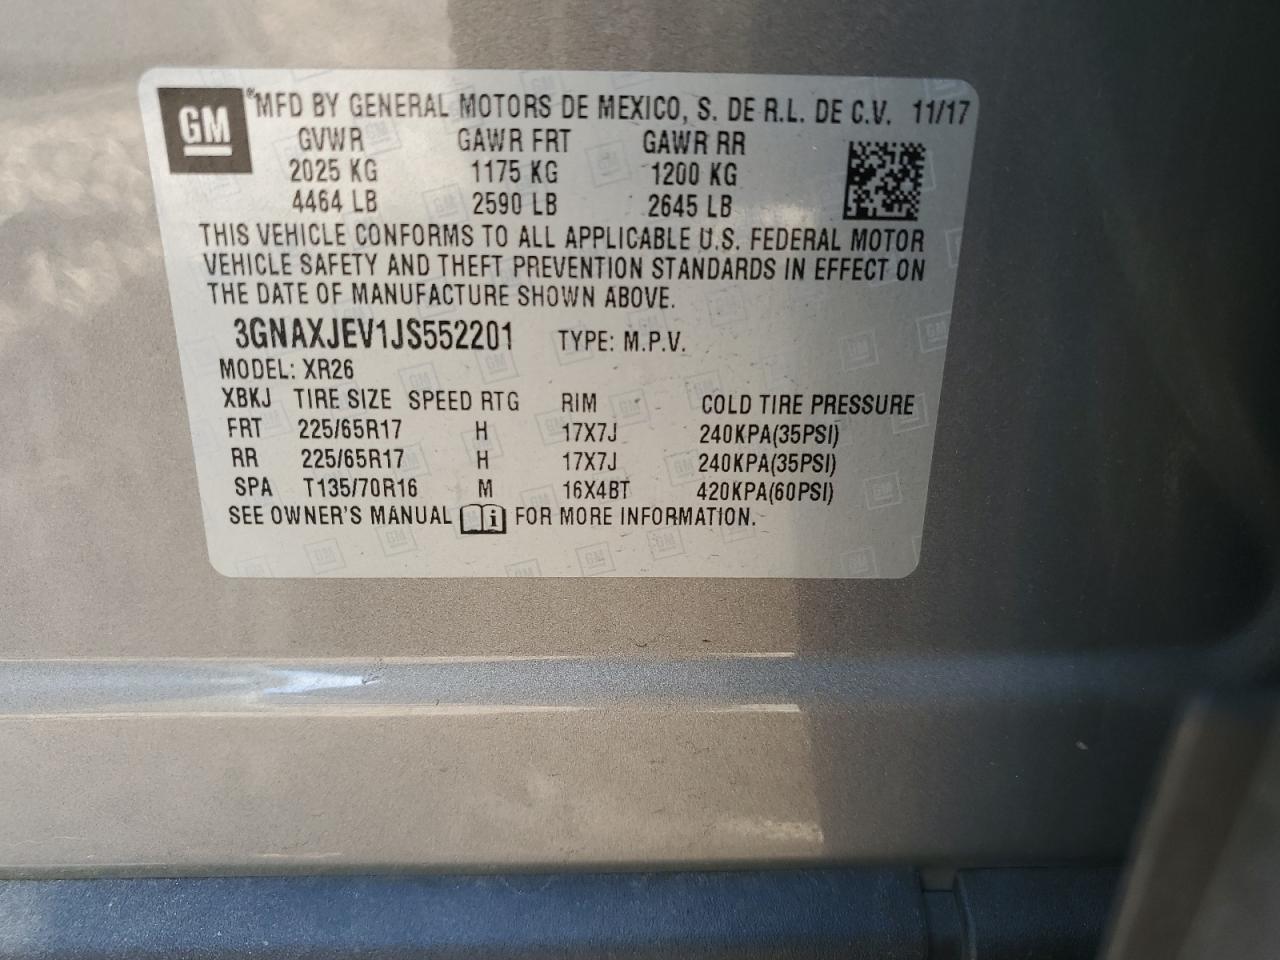 GM ® MFD BY GENERAL MOTORS DE MEXICO, S. DE R.L. DE C.V. 11/17
GVWR GAWR FRT GAWR RR
2025 KG 1175 KG 1200 KG
4464 LB 2590 LB 2645 LB
THIS VEHICLE CONFORMS TO ALL APPLICABLE U.S. FEDERAL MOTOR
VEHICLE SAFETY AND THEFT PREVENTION STANDARDS IN EFFECT ON
THE DATE OF MANUFACTURE SHOWN ABOVE.
3GNAXJEV1JS552201 TYPE: M.P.V.
MODEL: XR26
XBKJ TIRE SIZE SPEED RTG RIM COLD TIRE PRESSURE
FRT 225/65R17 H 17X7J 240KPA(35PSI)
RR 225/65R17 H 17X7J 240KPA(35PSI)
SPA T135/70R16 M 16X4BT 420KPA(60PSI)
SEE OWNER'S MANUAL i FOR MORE INFORMATION.